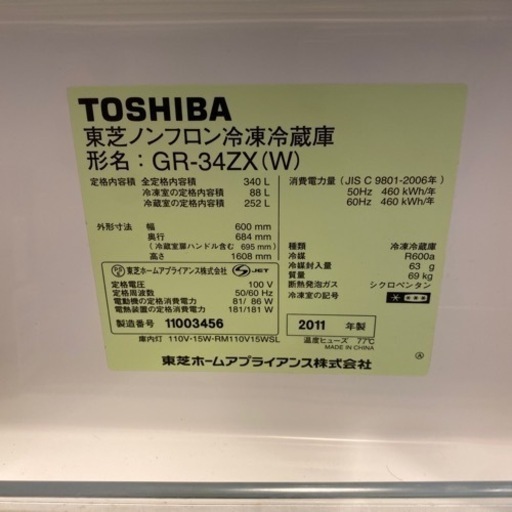 TOSHIBA
東芝ノンフロン冷凍冷蔵庫
形名：GR-34ZX(W)
定格内容積 全定格内容積 340 L
冷凍室の定格内容積 88 L
冷蔵室の定格内容積 252 L
外形寸法 幅 600 mm
奥行 684 mm
(冷蔵室扉ハンドル含む 695 mm)
高さ 1608 mm
東芝ホームアプライアンス株式会社 JET
定格電圧 100 V
定格周波数 50/60 Hz
電動機の定格消費電力 81/ 86 W
電熱装置の定格消費電力 181/181 W
製造番号 11003456
消費電力量 (JIS C 9801-2006年)
50Hz 460 kWh/年
60Hz 460 kWh/年
種類 冷凍冷蔵庫
冷媒 R600a
冷媒封入量 63 g
質量 69 kg
断熱発泡ガス シクロペンタン
冷凍室の記号
2011 年製
庫内灯 110V-15W-RM110V15WSL
温度ヒューズ 77℃
MADE IN CHINA
東芝ホームアプライアンス株式会社
Ⓐ